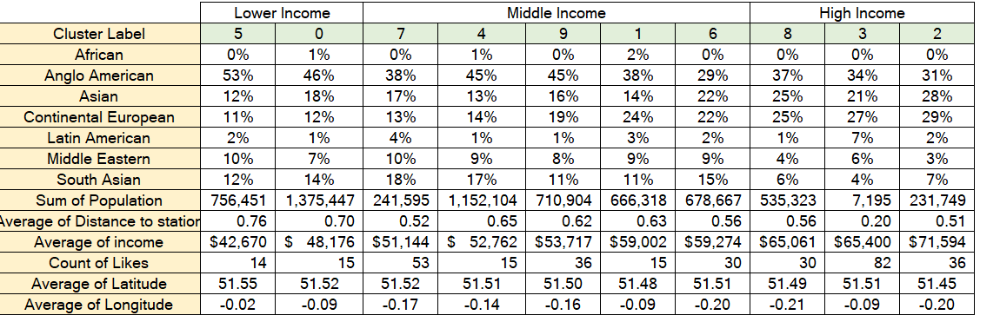 Lower Income Middle Income High Income
Cluster Label 5 0 7 4 9 1 6 8 3 2
African 0% 1% 0% 1% 0% 2% 0% 0% 0% 0%
Anglo American 53% 46% 38% 45% 45% 38% 29% 37% 34% 31%
Asian 12% 18% 17% 13% 16% 14% 22% 25% 21% 28%
Continental European 11% 12% 13% 14% 19% 24% 22% 25% 27% 29%
Latin American 2% 1% 4% 1% 1% 3% 2% 1% 7% 2%
Middle Eastern 10% 7% 10% 9% 8% 9% 9% 4% 6% 3%
South Asian 12% 14% 18% 17% 11% 11% 15% 6% 4% 7%
Sum of Population 756,451 1,375,447 241,595 1,152,104 710,904 666,318 678,667 535,323 7,195 231,749
Average of Distance to station 0.76 0.70 0.52 0.65 0.62 0.63 0.56 0.56 0.20 0.51
Average of income $42,670 $ 48,176 $51,144 $ 52,762 $53,717 $59,002 $59,274 $65,061 $65,400 $71,594
Count of Likes 14 15 53 15 36 15 30 30 82 36
Average of Latitude 51.55 51.52 51.52 51.51 51.50 51.48 51.51 51.49 51.51 51.45
Average of Longitude -0.02 -0.09 -0.17 -0.14 -0.16 -0.09 -0.20 -0.21 -0.09 -0.20